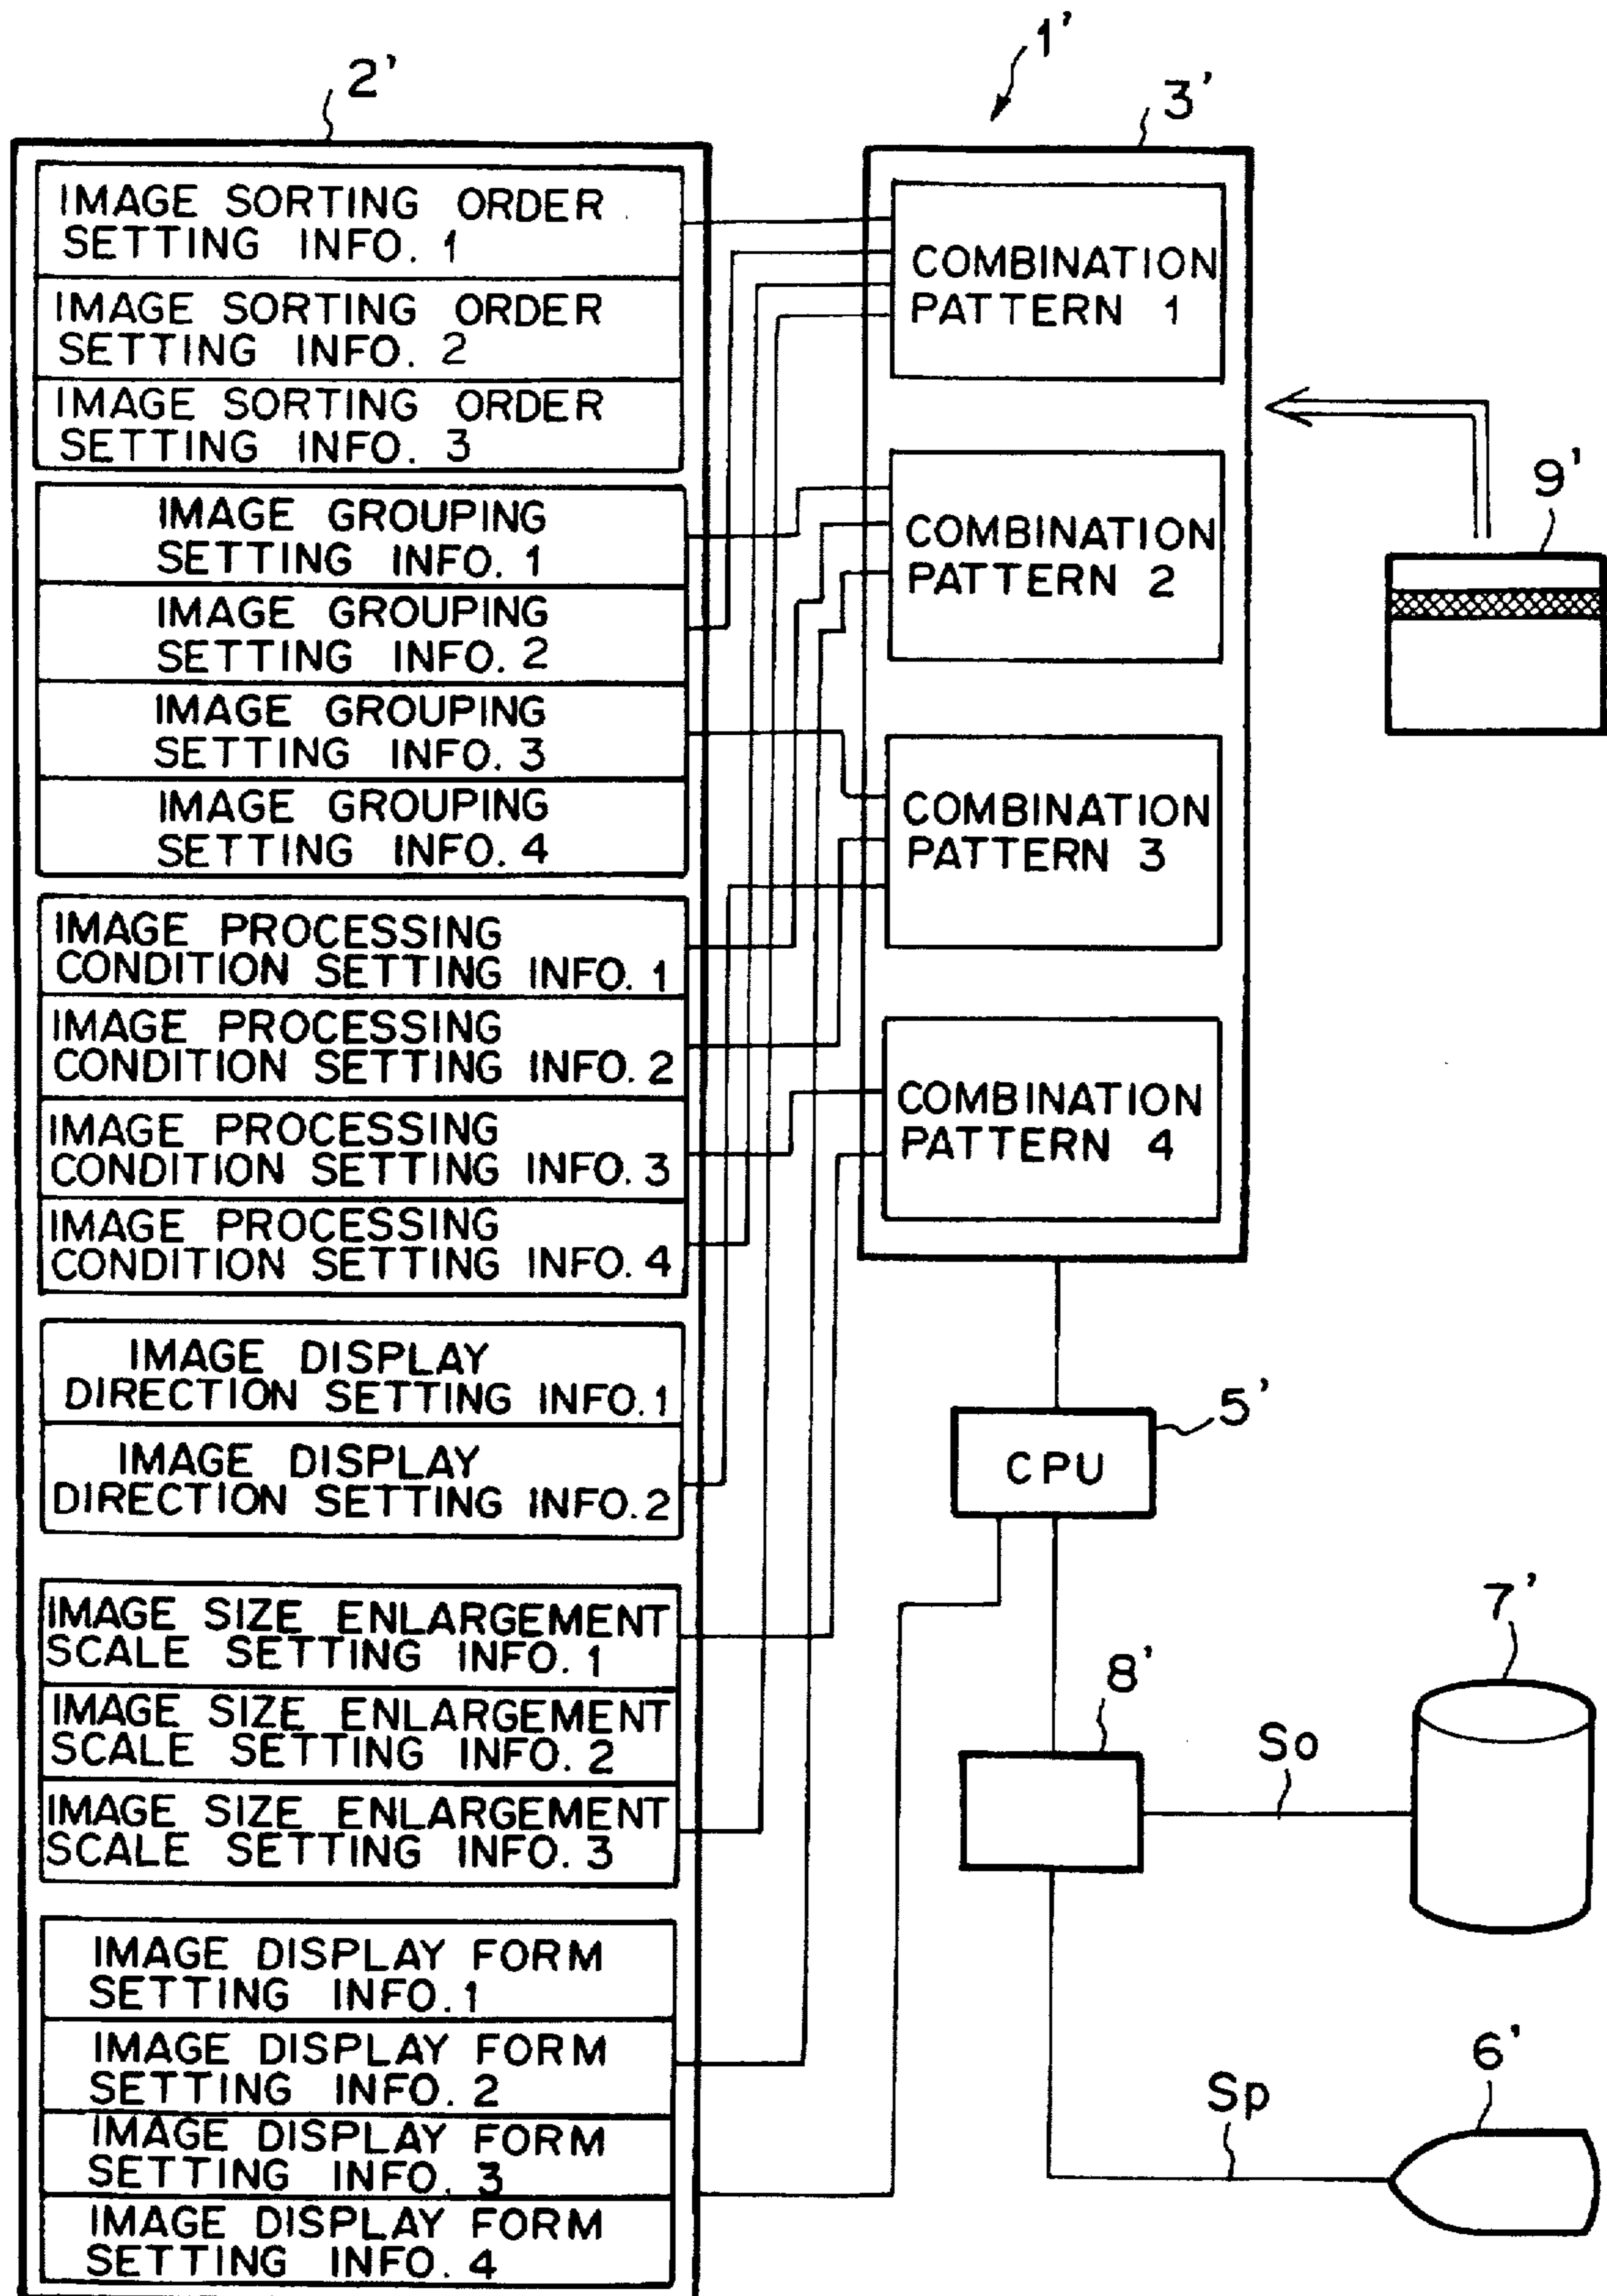 1'
2'
3'
IMAGE SORTING ORDER
SETTING INFO. 1
IMAGE SORTING ORDER
SETTING INFO. 2
IMAGE SORTING ORDER
SETTING INFO. 3
IMAGE GROUPING
SETTING INFO. 1
IMAGE GROUPING
SETTING INFO. 2
IMAGE GROUPING
SETTING INFO. 3
IMAGE GROUPING
SETTING INFO. 4
IMAGE PROCESSING
CONDITION SETTING INFO. 1
IMAGE PROCESSING
CONDITION SETTING INFO. 2
IMAGE PROCESSING
CONDITION SETTING INFO. 3
IMAGE PROCESSING
CONDITION SETTING INFO. 4
IMAGE DISPLAY
DIRECTION SETTING INFO. 1
IMAGE DISPLAY
DIRECTION SETTING INFO. 2
IMAGE SIZE ENLARGEMENT
SCALE SETTING INFO. 1
IMAGE SIZE ENLARGEMENT
SCALE SETTING INFO. 2
IMAGE SIZE ENLARGEMENT
SCALE SETTING INFO. 3
IMAGE DISPLAY FORM
SETTING INFO. 1
IMAGE DISPLAY FORM
SETTING INFO. 2
IMAGE DISPLAY FORM
SETTING INFO. 3
IMAGE DISPLAY FORM
SETTING INFO. 4
COMBINATION
PATTERN 1
COMBINATION
PATTERN 2
COMBINATION
PATTERN 3
COMBINATION
PATTERN 4
9'
5'
CPU
7'
8'
So
6'
Sp